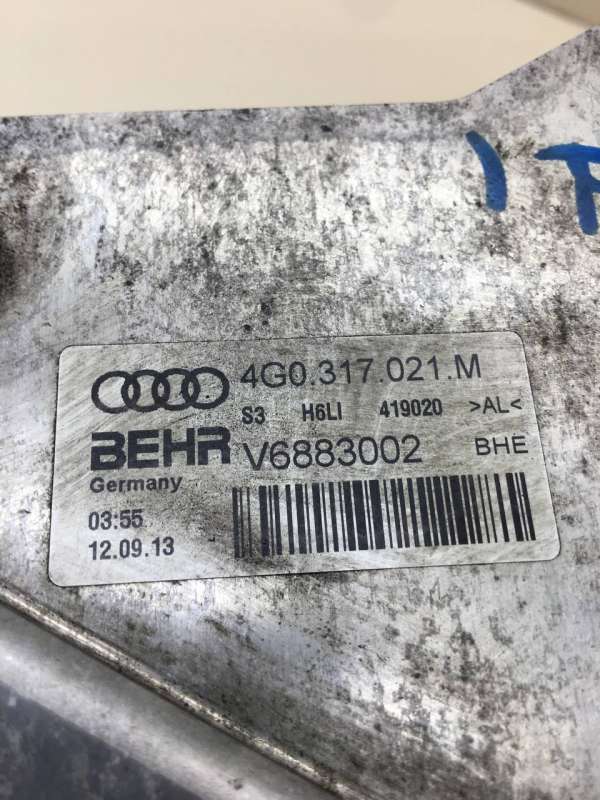 4G0.317.021.M
S3 H6LI 419020 >AL<
BEHR V6883002 BHE
Germany
03:55
12.09.13